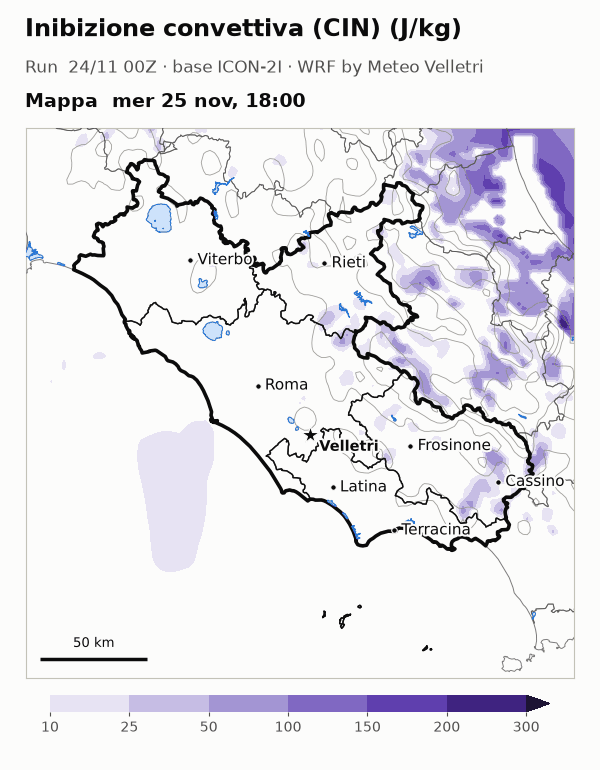 Inibizione convettiva (CIN) (J/kg)
Run  24/11 00Z · base ICON-2I · WRF by Meteo Velletri
Mappa  mer 25 nov, 18:00
Viterbo
Rieti
Roma
Velletri
Frosinone
Cassino
Latina
Terracina
50 km
10 25 50 100 150 200 300